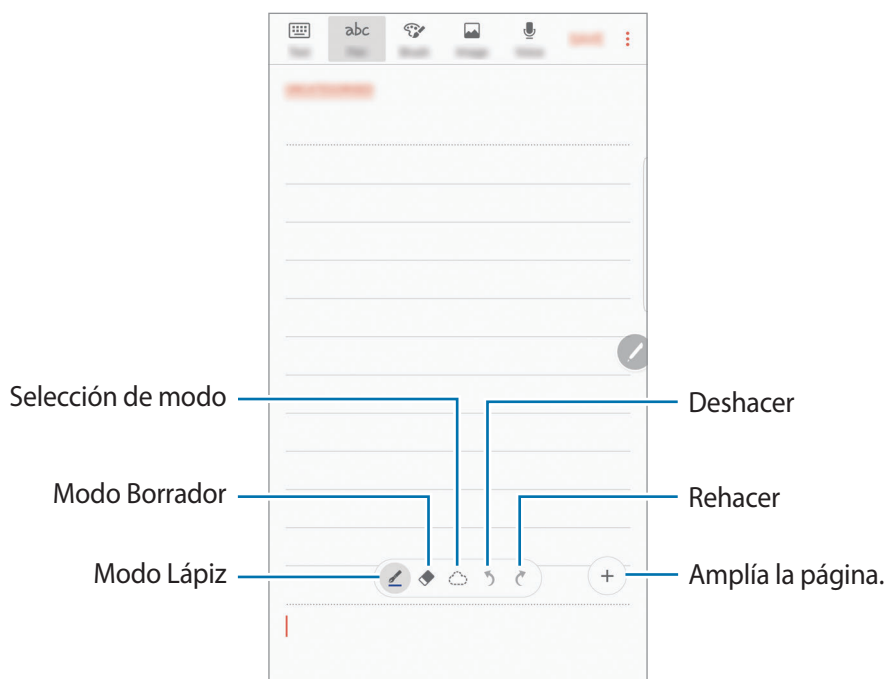 abc
Selección de modo
Deshacer
Modo Borrador
Rehacer
Modo Lápiz
Amplía la página.